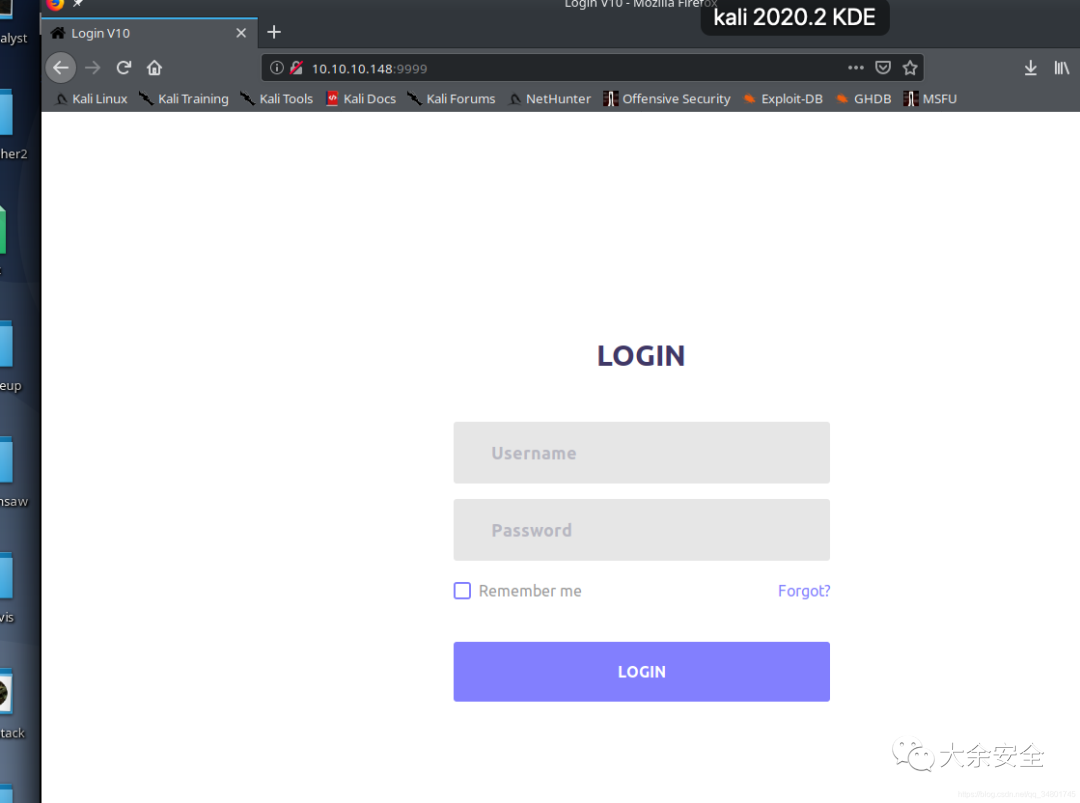 Login V10 - Mozilla Firefox
kali 2020.2 KDE
alyst
Login V10
10.10.10.148:9999
Kali Linux Kali Training Kali Tools Kali Docs Kali Forums NetHunter Offensive Security Exploit-DB GHDB MSFU
her2
LOGIN
eup
Username
nsaw
Password
Remember me Forgot?
vis
LOGIN
tack
大余安全